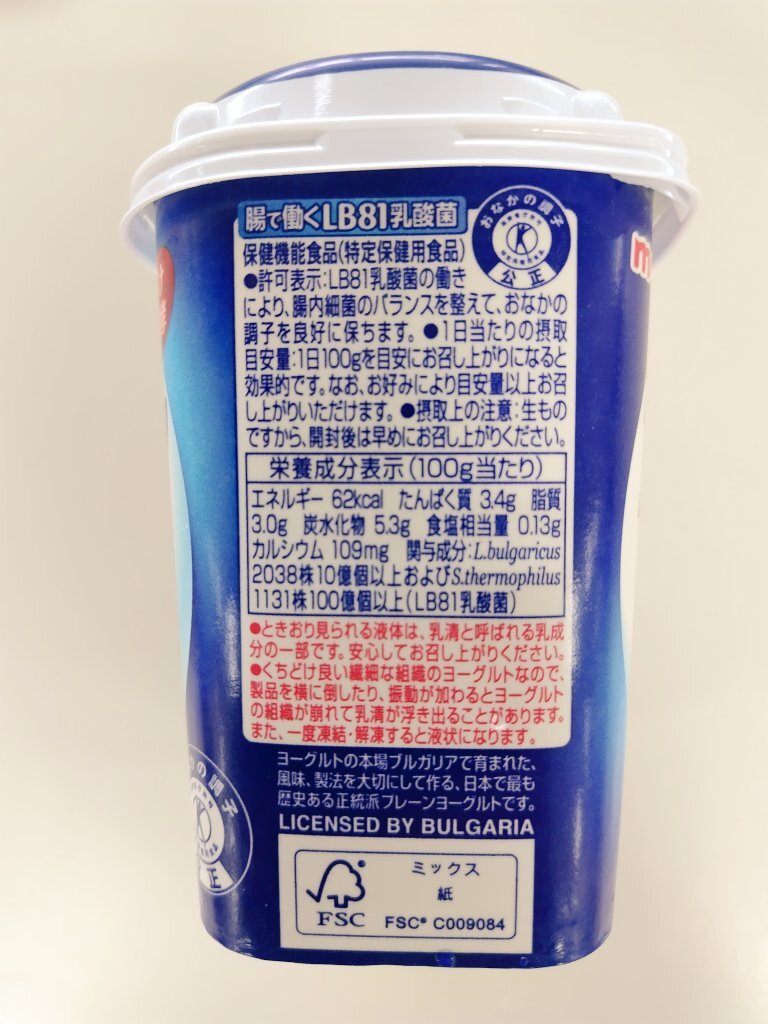 腸で働くLB81乳酸菌
おなかの調子
公正
保健機能食品(特定保健用食品)
●許可表示:LB81乳酸菌の働き
により、腸内細菌のバランスを整えて、おなかの
調子を良好に保ちます。●1日当たりの摂取
目安量:1日100gを目安にお召し上がりになると
効果的です。なお、お好みにより目安量以上お召
し上がりいただけます。●摂取上の注意:生もの
ですから、開封後は早めにお召し上がりください。
栄養成分表示(100g当たり)
エネルギー 62kcal たんぱく質 3.4g 脂質
3.0g 炭水化物 5.3g 食塩相当量 0.13g
カルシウム 109mg 関与成分:L.bulgaricus
2038株10億個以上およびS.thermophilus
1131株100億個以上(LB81乳酸菌)
●ときおり見られる液体は、乳清と呼ばれる乳成
分の一部です。安心してお召し上がりください。
●くちどけ良い繊細な組織のヨーグルトなので、
製品を横に倒したり、振動が加わるとヨーグルト
の組織が崩れて乳清が浮き出ることがあります。
また、一度凍結・解凍すると液状になります。
ヨーグルトの本場ブルガリアで育まれた、
風味、製法を大切にして作る、日本で最も
歴史ある正統派プレーンヨーグルトです。
LICENSED BY BULGARIA
かの調子
正
FSC
ミックス
紙
FSC® C009084